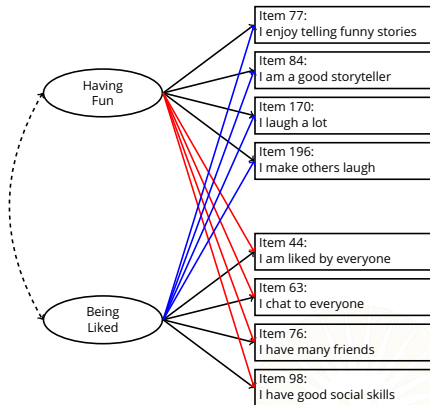 Having
Fun
Item 77:
I enjoy telling funny stories
Item 84:
I am a good storyteller
Item 170:
I laugh a lot
Item 196:
I make others laugh
Being
Liked
Item 44:
I am liked by everyone
Item 63:
I chat to everyone
Item 76:
I have many friends
Item 98:
I have good social skills